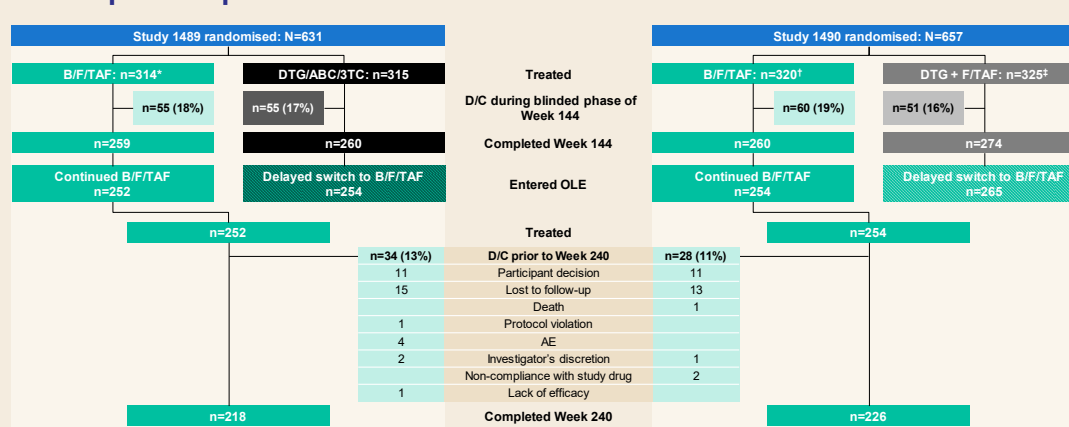 Study 1489 randomised: N=631
Study 1490 randomised: N=657
B/F/TAF: n=314*
DTG/ABC/3TC: n=315
Treated
B/F/TAF: n=320†
DTG + F/TAF: n=325‡
n=55 (18%)
n=55 (17%)
D/C during blinded phase of
Week 144
n=60 (19%)
n=51 (16%)
n=259
n=260
Completed Week 144
n=260
n=274
Continued B/F/TAF
n=252
Delayed switch to B/F/TAF
n=254
Entered OLE
Continued B/F/TAF
n=254
Delayed switch to B/F/TAF
n=265
n=252
Treated
n=254
n=34 (13%)
D/C prior to Week 240
n=28 (11%)
11
Participant decision
11
15
Lost to follow-up
13
Death
1
1
Protocol violation
4
AE
2
Investigator's discretion
1
Non-compliance with study drug
2
1
Lack of efficacy
n=218
Completed Week 240
n=226